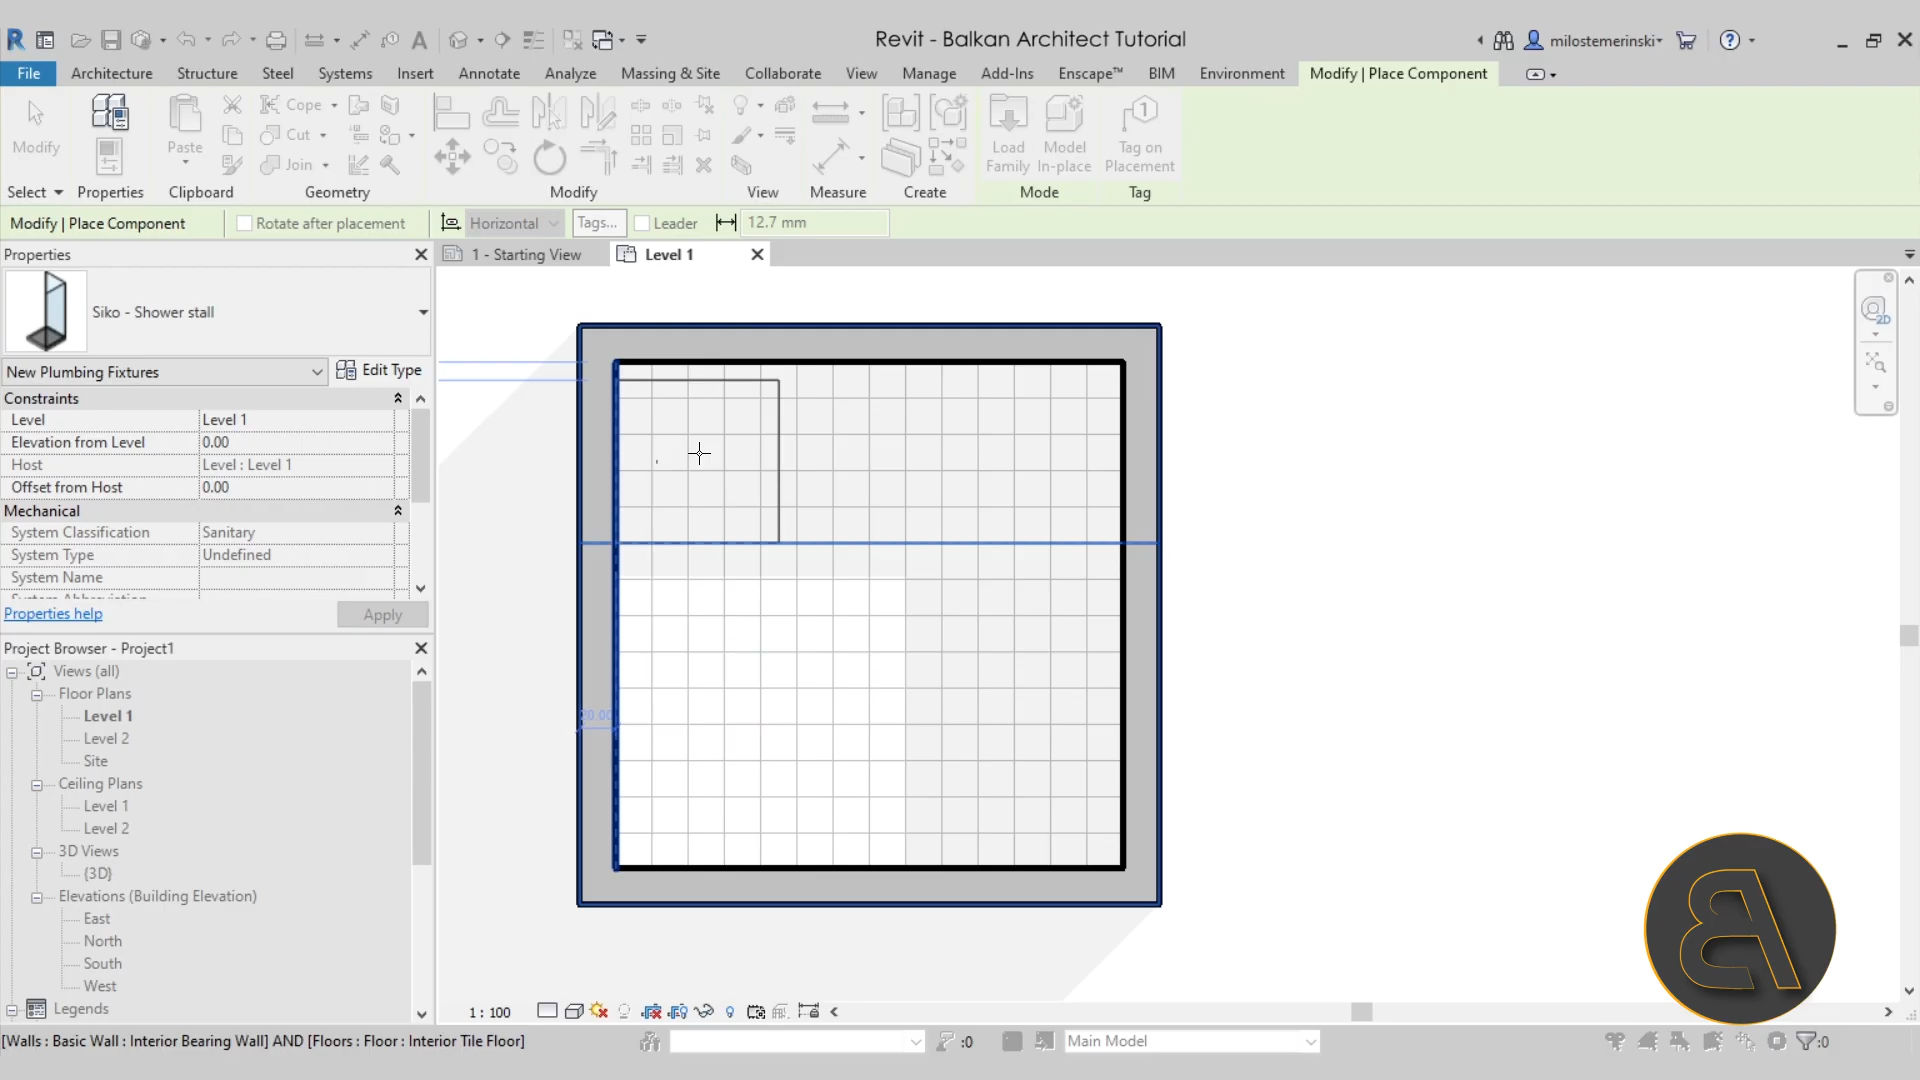 Revit - Balkan Architect Tutorial
milostemerinski
File
Architecture
Structure
Steel
Systems
Insert
Annotate
Analyze
Massing & Site
Collaborate
View
Manage
Add-Ins
Enscape™
BIM
Environment
Modify | Place Component
Modify
Paste
Cope
Cut
Join
Load Family
Model In-place
Tag on Placement
Select
Properties
Clipboard
Geometry
Modify
View
Measure
Create
Mode
Tag
Modify | Place Component
Rotate after placement
Horizontal
Tags...
Leader
12.7 mm
Properties
1 - Starting View
Level 1
Siko - Shower stall
New Plumbing Fixtures
Edit Type
Constraints
Level Level 1
Elevation from Level 0.00
Host Level : Level 1
Offset from Host 0.00
Mechanical
System Classification Sanitary
System Type Undefined
System Name
System Abbreviation
Properties help
Apply
Project Browser - Project1
Views (all)
Floor Plans
Level 1
Level 2
Site
Ceiling Plans
Level 1
Level 2
3D Views
{3D}
Elevations (Building Elevation)
East
North
South
West
Legends
1 : 100
[Walls : Basic Wall : Interior Bearing Wall] AND [Floors : Floor : Interior Tile Floor]
:0
Main Model
:0